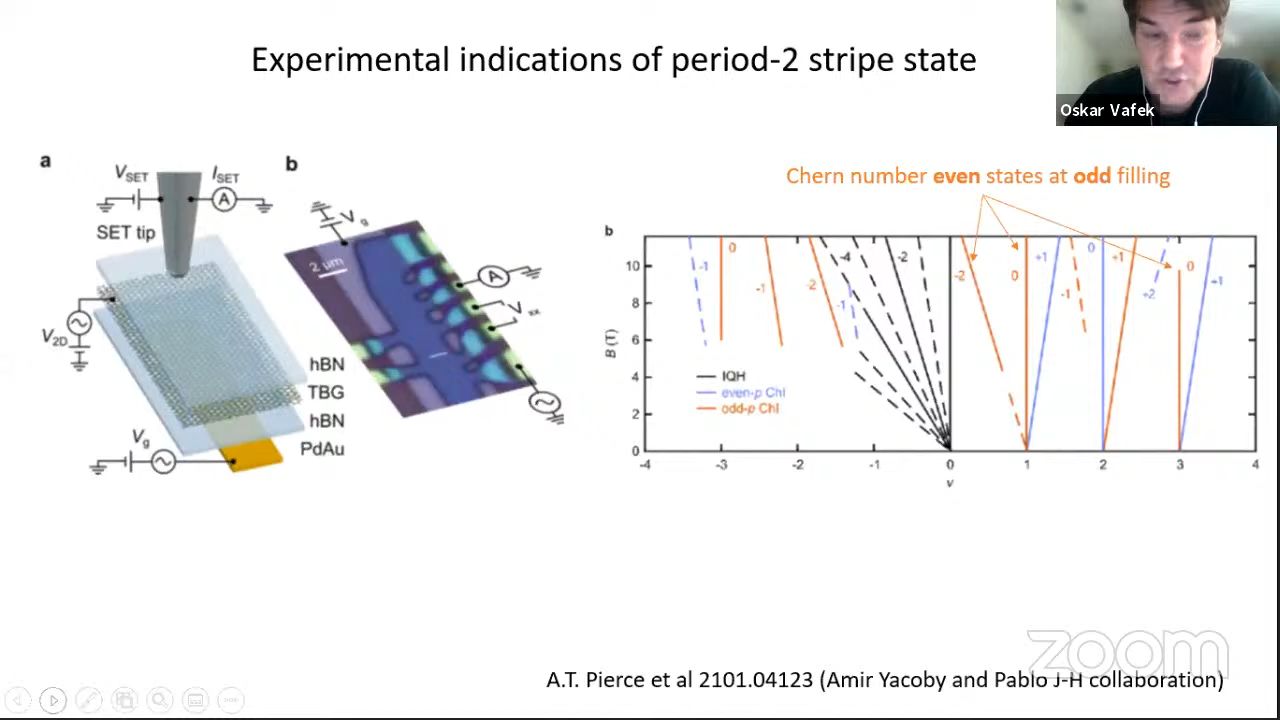 Experimental indications of period-2 stripe state
Oskar Vafek
a
V_SET
I_SET
A
SET tip
V_2D
hBN
TBG
hBN
PdAu
V_g
b
V_g
2 μm
A
V_xx
Chern number even states at odd filling
b
B (T)
10
8
6
4
2
0
-1
0
-1
-2
-1
-4
-2
-2
0
+1
-1
0
+1
+2
0
+1
IQH
even-p ChI
odd-p ChI
-4
-3
-2
-1
0
1
2
3
4
ν
zoom
A.T. Pierce et al 2101.04123 (Amir Yacoby and Pablo J-H collaboration)